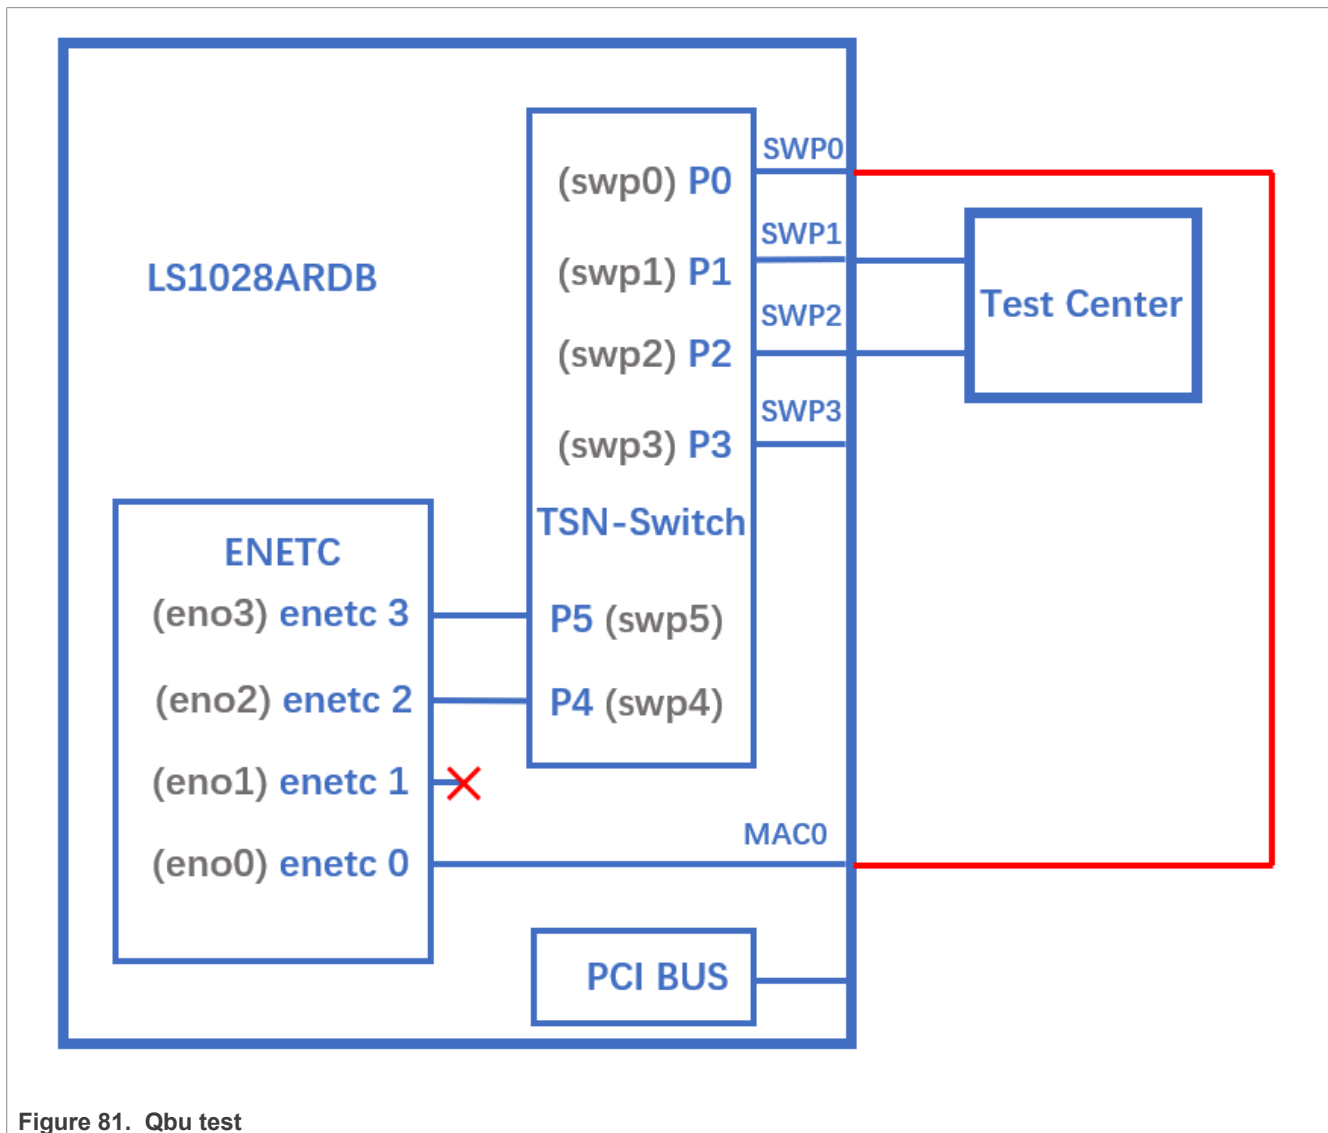 SWP0
(swp0) P0
SWP1
(swp1) P1
LS1028ARDB
Test Center
SWP2
(swp2) P2
SWP3
(swp3) P3
TSN-Switch
ENETC
(eno3) enetc 3
P5 (swp5)
(eno2) enetc 2
P4 (swp4)
(eno1) enetc 1
MAC0
(eno0) enetc 0
PCI BUS
Figure 81. Qbu test